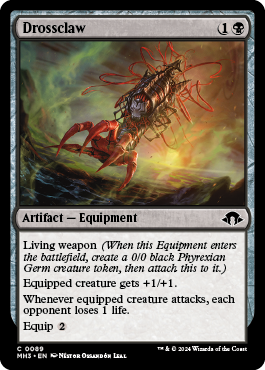 Drossclaw 1
Artifact — Equipment
Living weapon (When this Equipment enters
the battlefield, create a 0/0 black Phyrexian
Germ creature token, then attach this to it.)
Equipped creature gets +1/+1.
Whenever equipped creature attacks, each
opponent loses 1 life.
Equip 2
C 0089
MH3 • EN Néstor Ossandón Leal
™ & © 2024 Wizards of the Coast